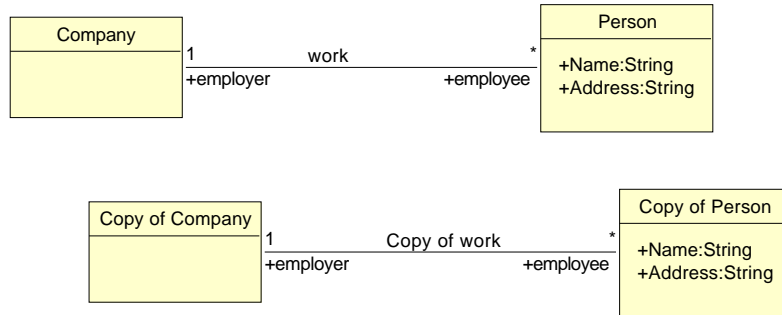 Company
1
work
*
+employer
+employee
Person
+Name:String
+Address:String
Copy of Company
1
Copy of work
*
+employer
+employee
Copy of Person
+Name:String
+Address:String